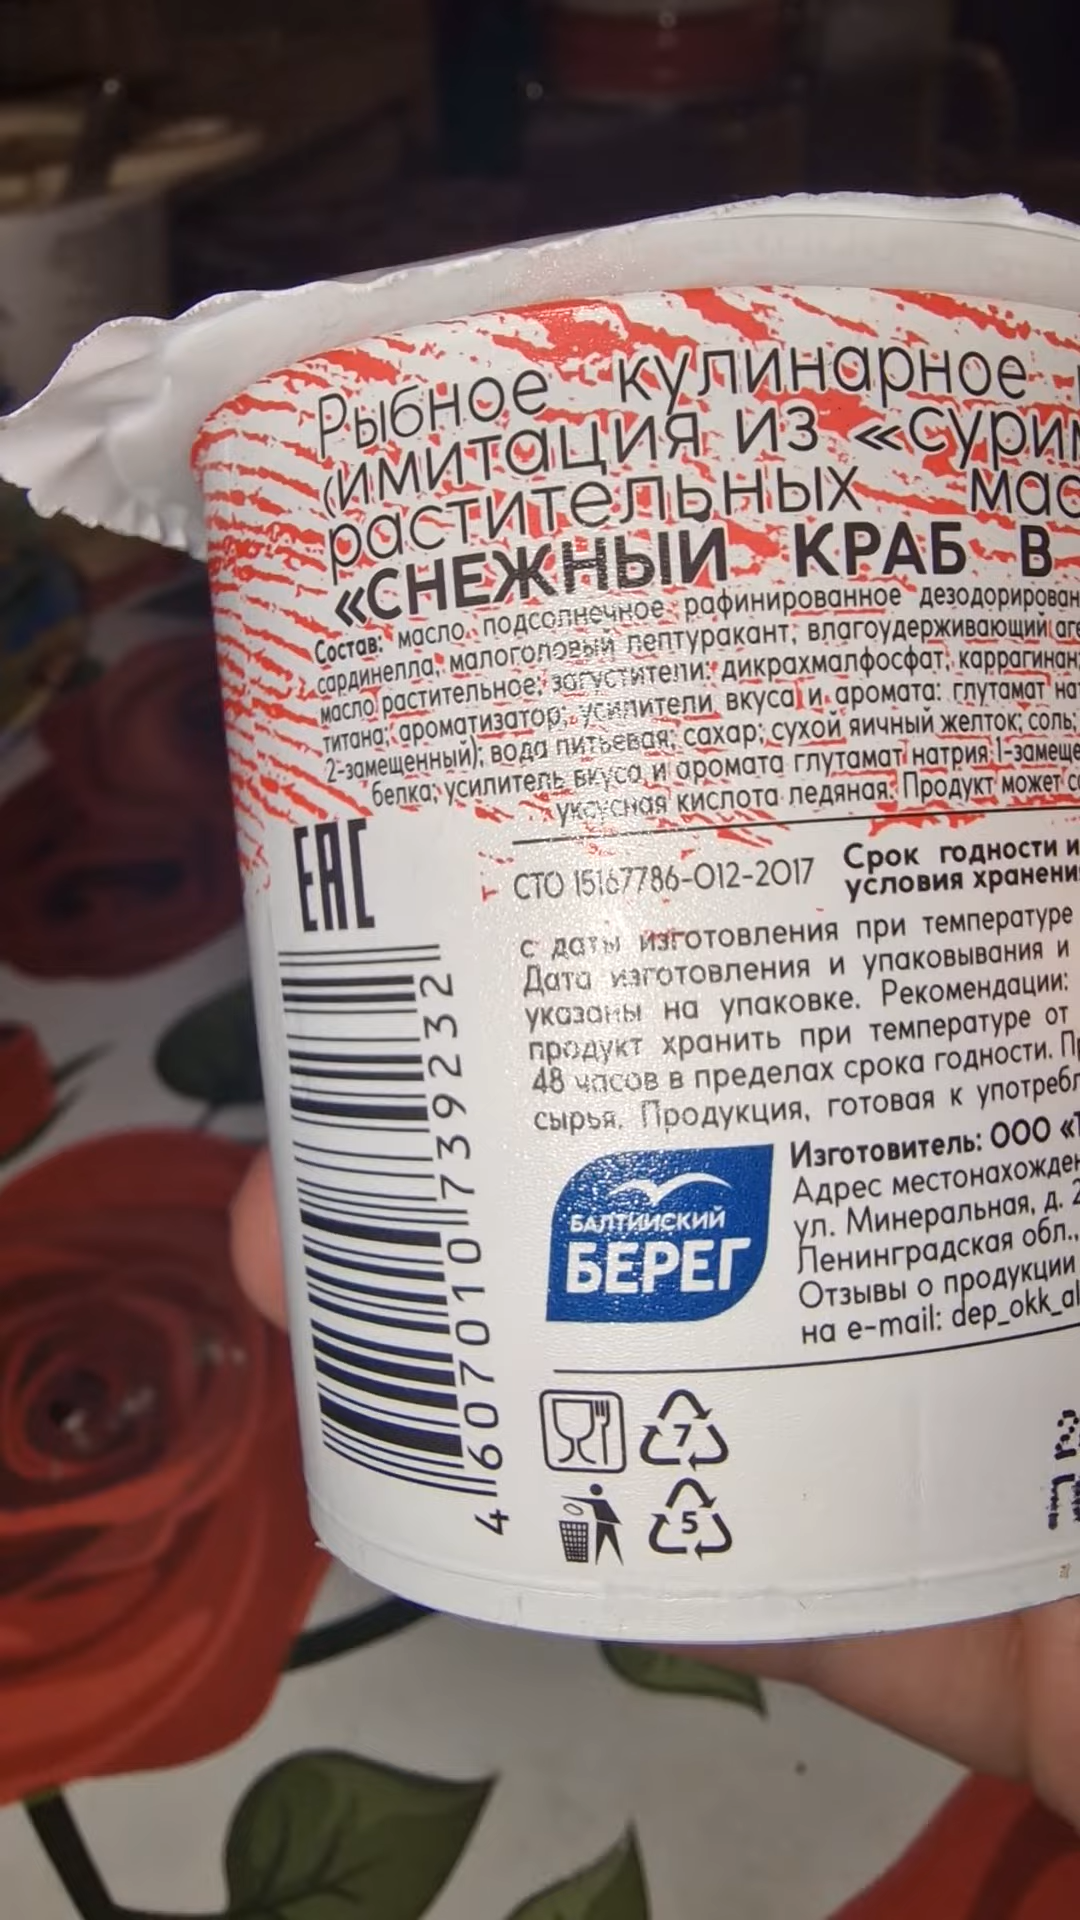 Рыбное кулинарное
(имитация из «сурим
растительных мас
«СНЕЖНЫЙ КРАБ В
Состав: масло подсолнечное рафинированное дезодорирован
сардинелла, малоголовый пептуракант; влагоудерживающий аге
масло растительное; загустители: дикрахмалфосфат, каррагинан
титана; ароматизатор; усилители вкуса и аромата: глутамат на
2-замещенный); вода питьевая; сахар; сухой яичный желток; соль;
белка; усилитель вкуса и аромата глутамат натрия 1-замеще
уксусная кислота ледяная. Продукт может с
EAC
СТО 15167786-012-2017
Срок годности и
условия хранени
с даты изготовления при температуре
Дата изготовления и упаковывания и
указаны на упаковке. Рекомендации:
продукт хранить при температуре от
48 часов в пределах срока годности. П
сырья. Продукция, готовая к употребл
БАЛТИЙСКИЙ
БЕРЕГ
Изготовитель: ООО «Т
Адрес местонахожден
ул. Минеральная, д. 2
Ленинградская обл.,
Отзывы о продукции
на e-mail: dep_okk_al
4 607010 739232
7
5